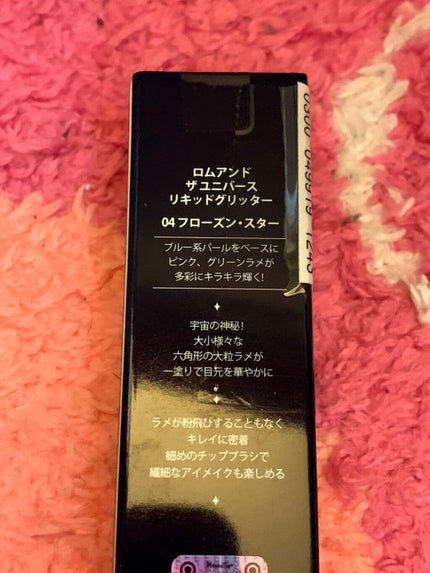 ロムアンド
ザ ユニバース
リキッドグリッター
04 フローズン・スター
ブルー系パールをベースに
ピンク、グリーンラメが
多彩にキラキラ輝く!
宇宙の神秘!
大小様々な
六角形の大粒ラメが
一塗りで目元を華やかに
ラメが粉飛びすることもなく
キレイに密着
細めのチップブラシで
繊細なアイメイクも楽しめる